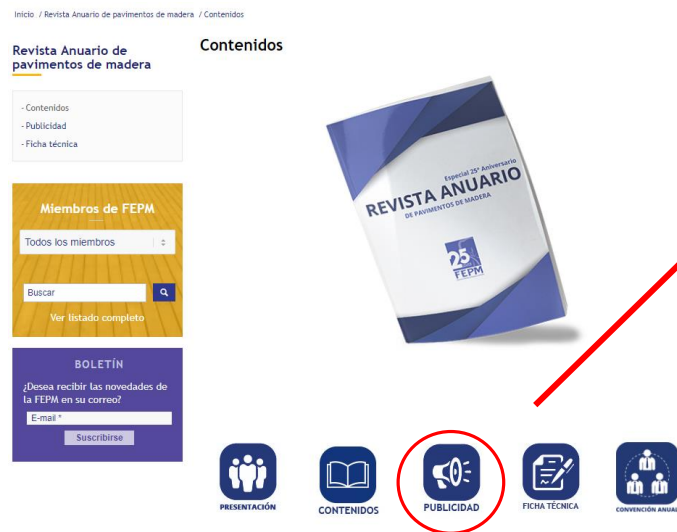 Inicio / Revista Anuario de pavimentos de madera / Contenidos
Revista Anuario de
pavimentos de madera
- Contenidos
- Publicidad
- Ficha técnica
Miembros de FEPM
Todos los miembros
Buscar
Ver listado completo
BOLETÍN
¿Desea recibir las novedades de
la FEPM en su correo?
E-mail *
Suscribirse
Contenidos
Especial 25º Aniversario
REVISTA ANUARIO
DE PAVIMENTOS DE MADERA
25
FEPM
PRESENTACIÓN
CONTENIDOS
PUBLICIDAD
FICHA TÉCNICA
CONVENCIÓN ANUAL